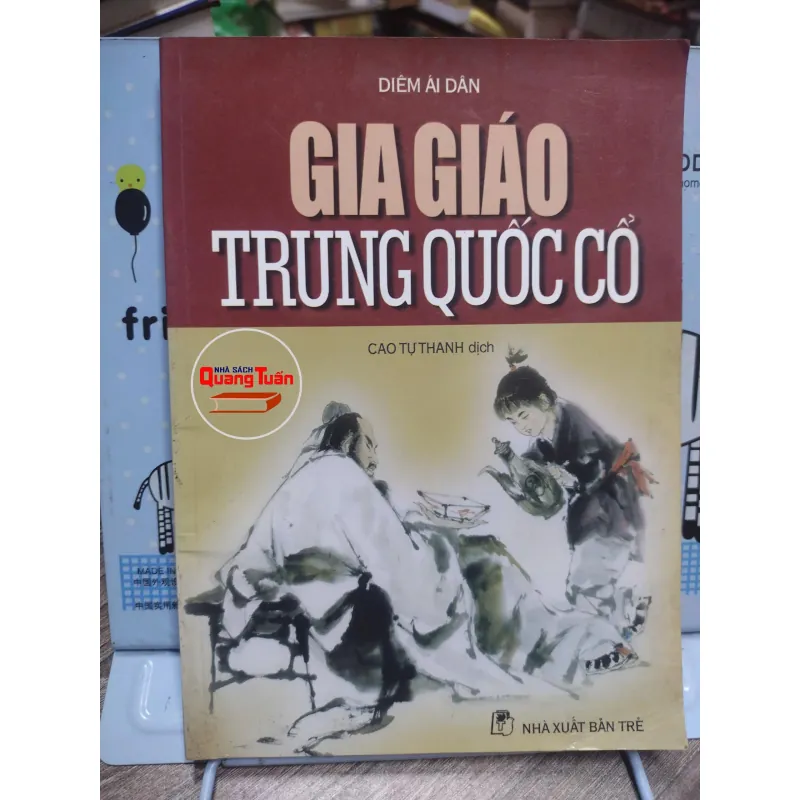 DIÊM ÁI DÂN
GIA GIÁO
TRUNG QUỐC CỔ
CAO TỰ THANH dịch
NHÀ SÁCH
Quang Tuấn
fri
MADE IN
NHÀ XUẤT BẢN TRẺ